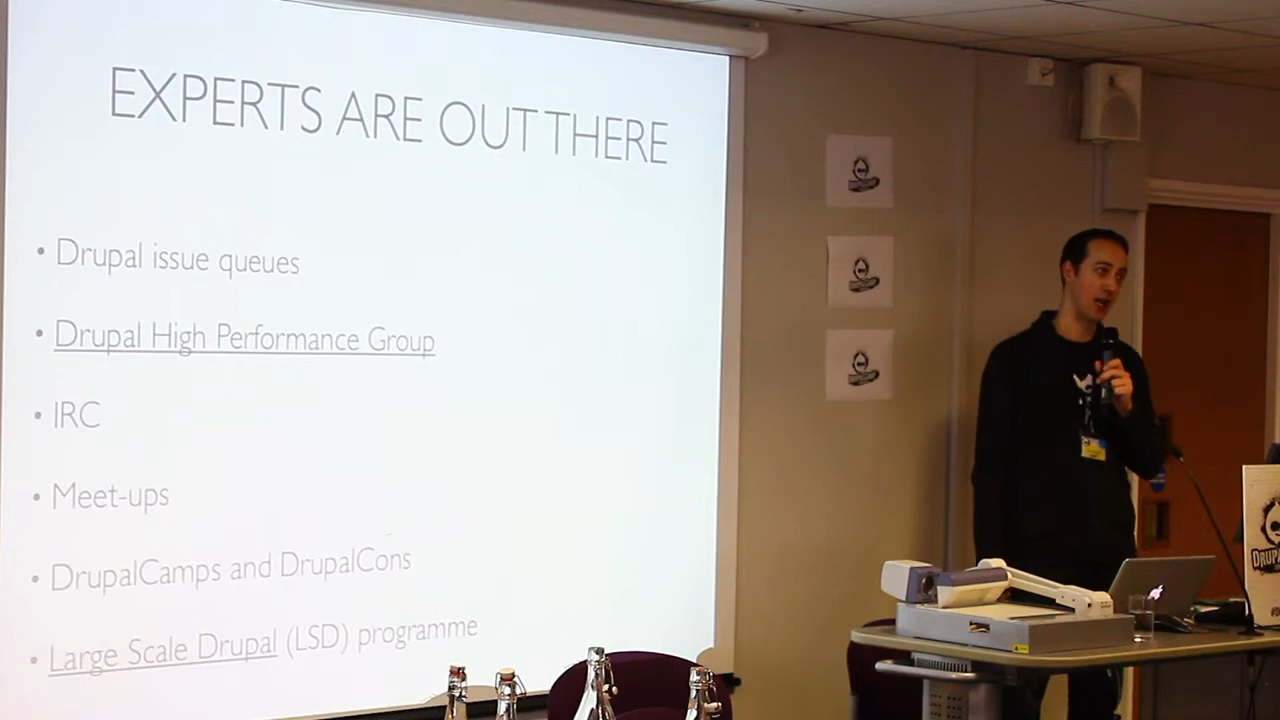 EXPERTS ARE OUT THERE
• Drupal issue queues
• Drupal High Performance Group
• IRC
• Meet-ups
• DrupalCamps and DrupalCons
• Large Scale Drupal (LSD) programme